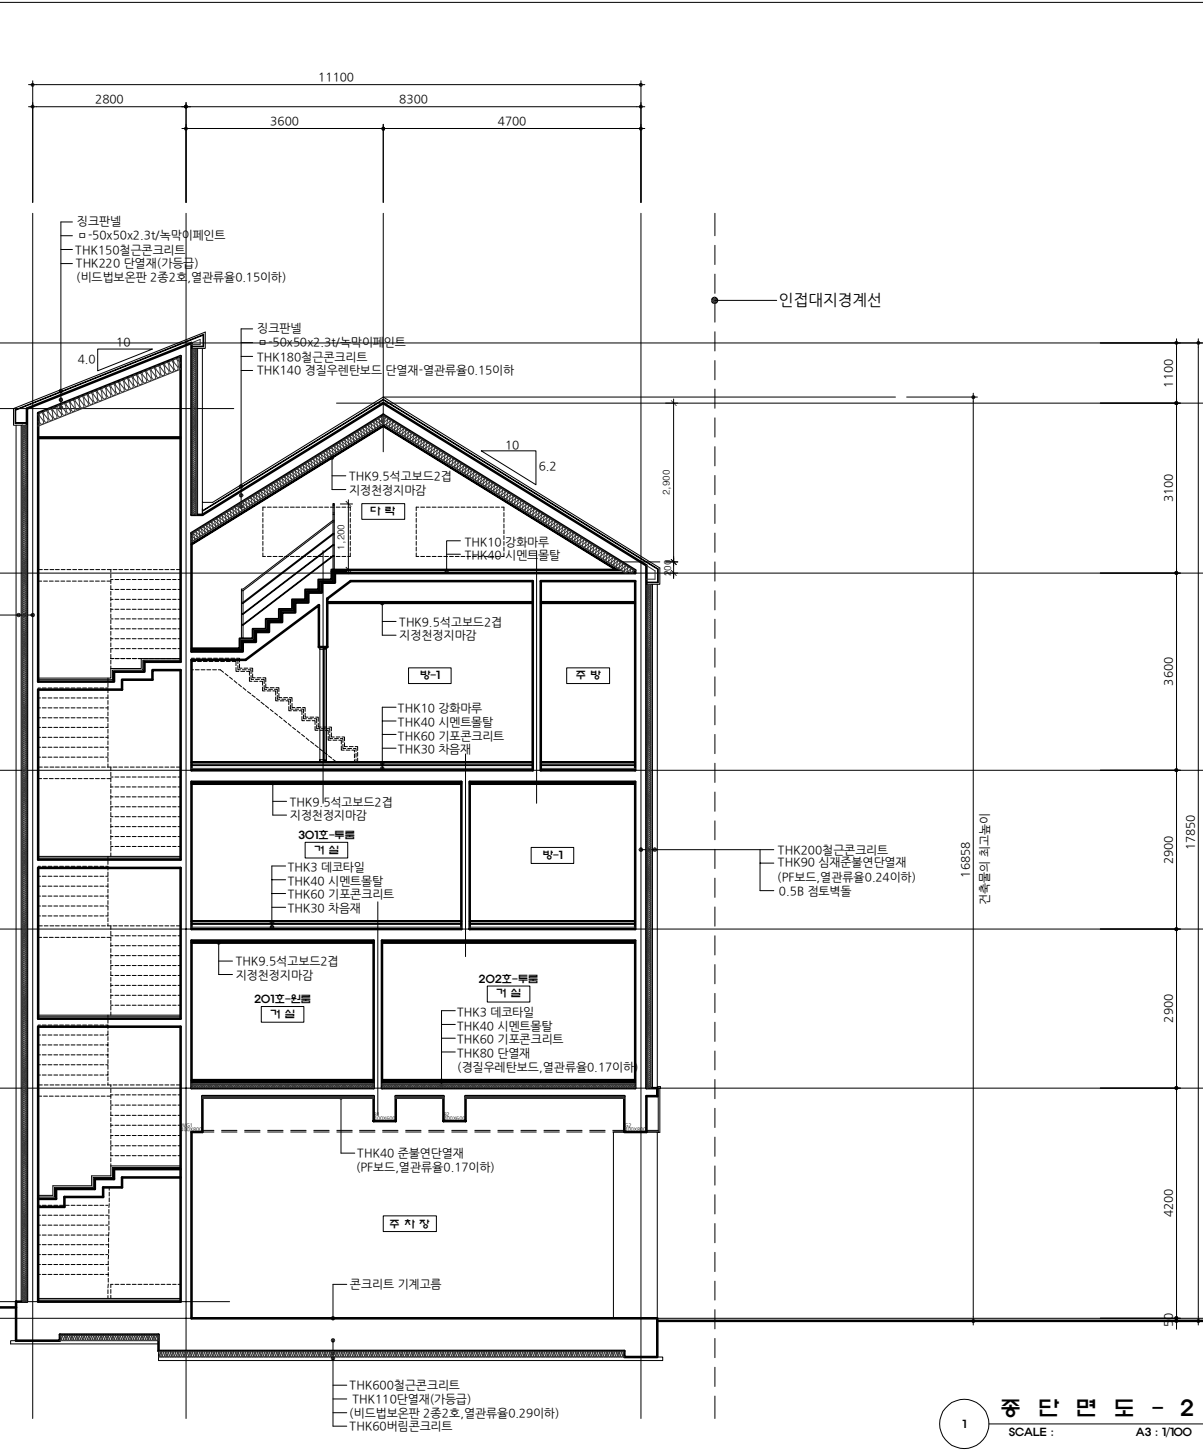 11100
2800
8300
3600
4700
징크판넬
ㅁ-50x50x2.3t/녹막이페인트
THK150철근콘크리트
THK220 단열재(가등급)
(비드법보온판 2종2호,열관류율0.15이하)
인접대지경계선
징크판넬
ㅁ-50x50x2.3t/녹막이페인트
THK180철근콘크리트
THK140 경질우렌탄보드 단열재-열관류율0.15이하
10
4.0
1100
10
6.2
2,900
3100
THK9.5석고보드2겹
지정천정지마감
다 락
1,200
THK10 강화마루
THK40 시멘트몰탈
200
THK9.5석고보드2겹
지정천정지마감
방-1
주 방
3600
THK10 강화마루
THK40 시멘트몰탈
THK60 기포콘크리트
THK30 차음재
THK9.5석고보드2겹
지정천정지마감
301호-투룸
거 실
방-1
THK3 데코타일
THK40 시멘트몰탈
THK60 기포콘크리트
THK30 차음재
THK200철근콘크리트
THK90 심재준불연단열재
(PF보드,열관류율0.24이하)
0.5B 점토벽돌
16858
건축물의 최고높이
2900
17850
THK9.5석고보드2겹
지정천정지마감
201호-원룸
거 실
202호-투룸
거 실
THK3 데코타일
THK40 시멘트몰탈
THK60 기포콘크리트
THK80 단열재
(경질우레탄보드,열관류율0.17이하)
2900
THK40 준불연단열재
(PF보드,열관류율0.17이하)
주 차 장
4200
콘크리트 기계고름
50
THK600철근콘크리트
THK110단열재(가등급)
(비드법보온판 2종2호,열관류율0.29이하)
THK60버림콘크리트
1
종 단 면 도 - 2
SCALE :
A3 : 1/100